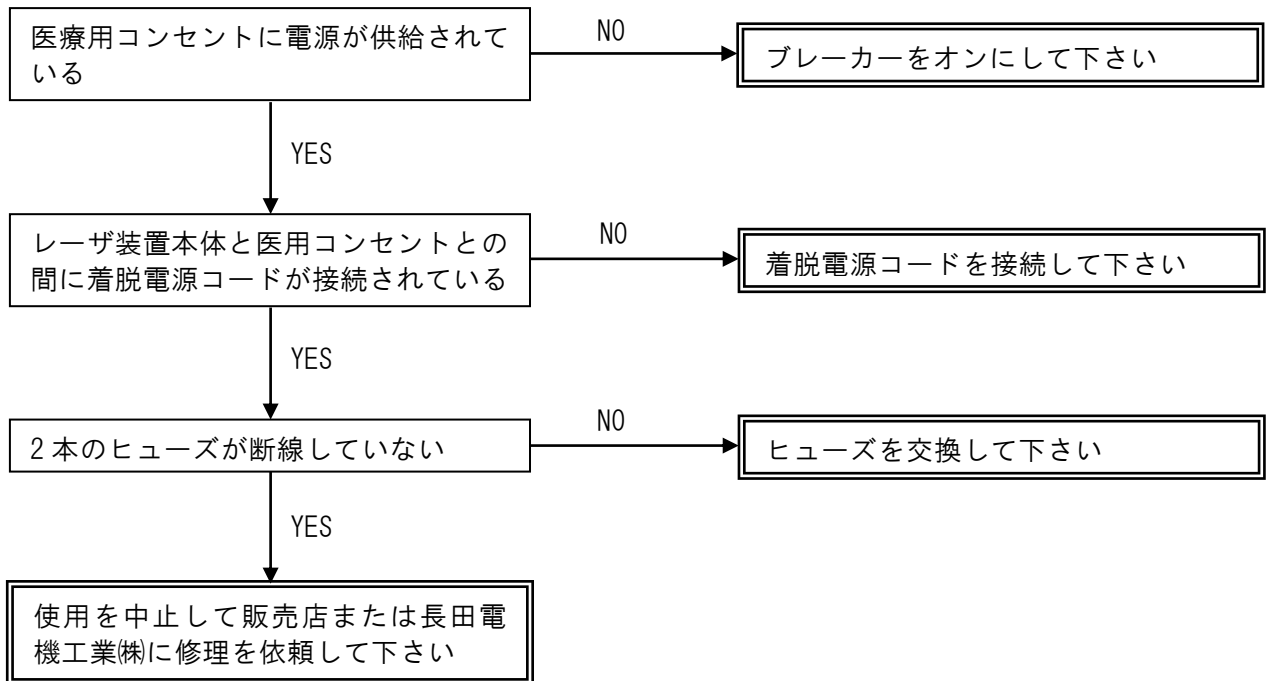 医療用コンセントに電源が供給されて
いる
NO
ブレーカーをオンにして下さい
YES
レーザ装置本体と医用コンセントとの
間に着脱電源コードが接続されている
NO
着脱電源コードを接続して下さい
YES
2本のヒューズが断線していない
NO
ヒューズを交換して下さい
YES
使用を中止して販売店または長田電
機工業㈱に修理を依頼して下さい